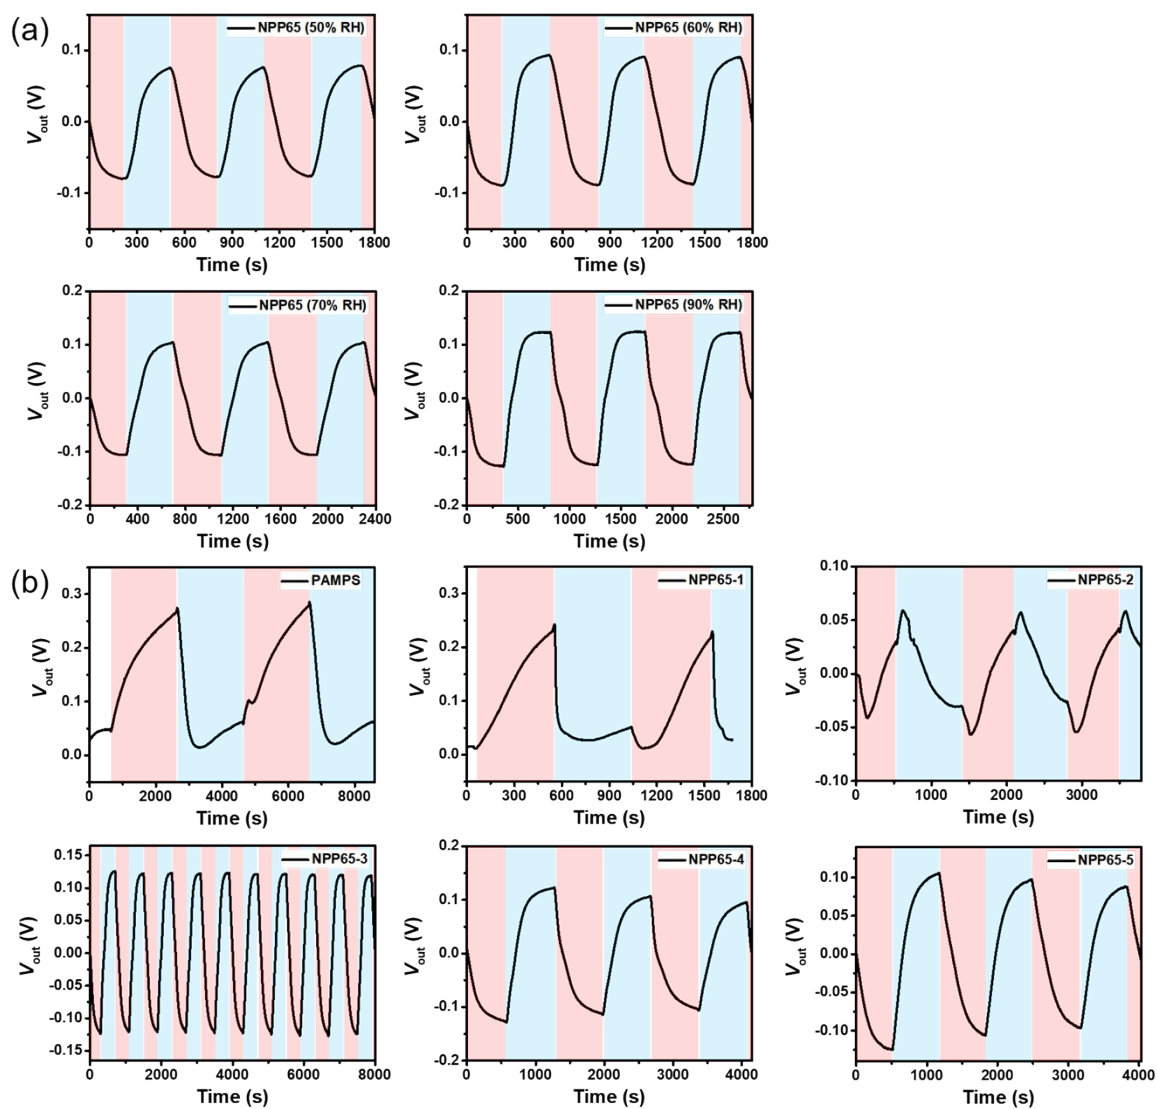 (a)
NPP65 (50% RH)
0.1
0.0
-0.1
Vout (V)
0 300 600 900 1200 1500 1800
Time (s)
NPP65 (60% RH)
0.1
0.0
-0.1
Vout (V)
0 300 600 900 1200 1500 1800
Time (s)
NPP65 (70% RH)
0.2
0.1
0.0
-0.1
-0.2
Vout (V)
0 400 800 1200 1600 2000 2400
Time (s)
NPP65 (90% RH)
0.2
0.1
0.0
-0.1
-0.2
Vout (V)
0 500 1000 1500 2000 2500
Time (s)
(b)
PAMPS
0.3
0.2
0.1
0.0
Vout (V)
0 2000 4000 6000 8000
Time (s)
NPP65-1
0.3
0.2
0.1
0.0
Vout (V)
0 300 600 900 1200 1500 1800
Time (s)
NPP65-2
0.10
0.05
0.00
-0.05
-0.10
Vout (V)
0 1000 2000 3000
Time (s)
NPP65-3
0.15
0.10
0.05
0.00
-0.05
-0.10
-0.15
Vout (V)
0 2000 4000 6000 8000
Time (s)
NPP65-4
0.2
0.1
0.0
-0.1
-0.2
Vout (V)
0 1000 2000 3000 4000
Time (s)
NPP65-5
0.10
0.05
0.00
-0.05
-0.10
Vout (V)
0 1000 2000 3000 4000
Time (s)